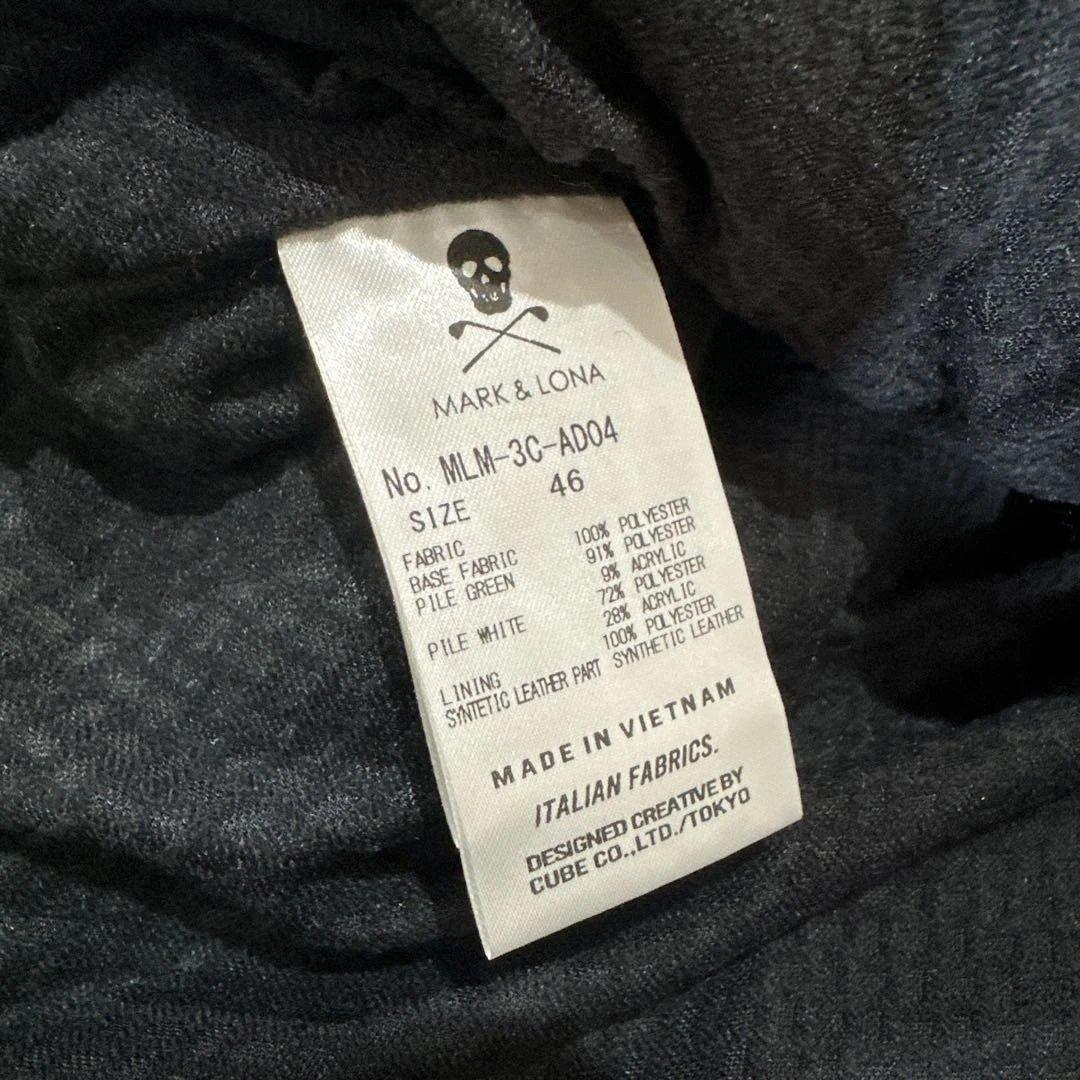 MARK & LONA
No. MLM-3C-AD04
SIZE 46
FABRIC
BASE FABRIC 100% POLYESTER
PILE GREEN 91% POLYESTER
9% ACRYLIC
PILE WHITE 72% POLYESTER
28% ACRYLIC
LINING 100% POLYESTER
SYNTETIC LEATHER PART SYNTHETIC LEATHER
MADE IN VIETNAM
ITALIAN FABRICS.
DESIGNED CREATIVE BY
CUBE CO.,LTD./TOKYO